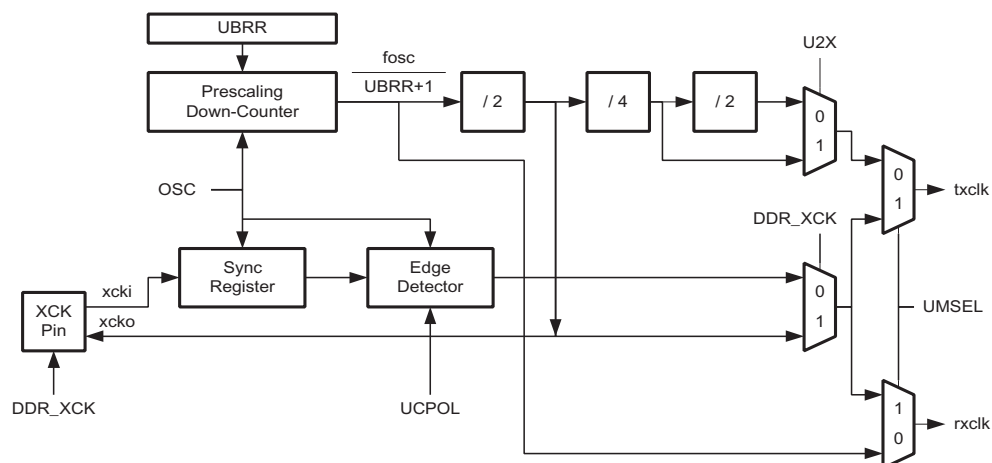 UBRR
U2X
fosc
UBRR+1
Prescaling
Down-Counter
/ 2
/ 4
/ 2
0
1
OSC
0
1
txclk
DDR_XCK
Sync
Register
Edge
Detector
xcki
0
1
UMSEL
XCK
Pin
xcko
DDR_XCK
UCPOL
1
0
rxclk